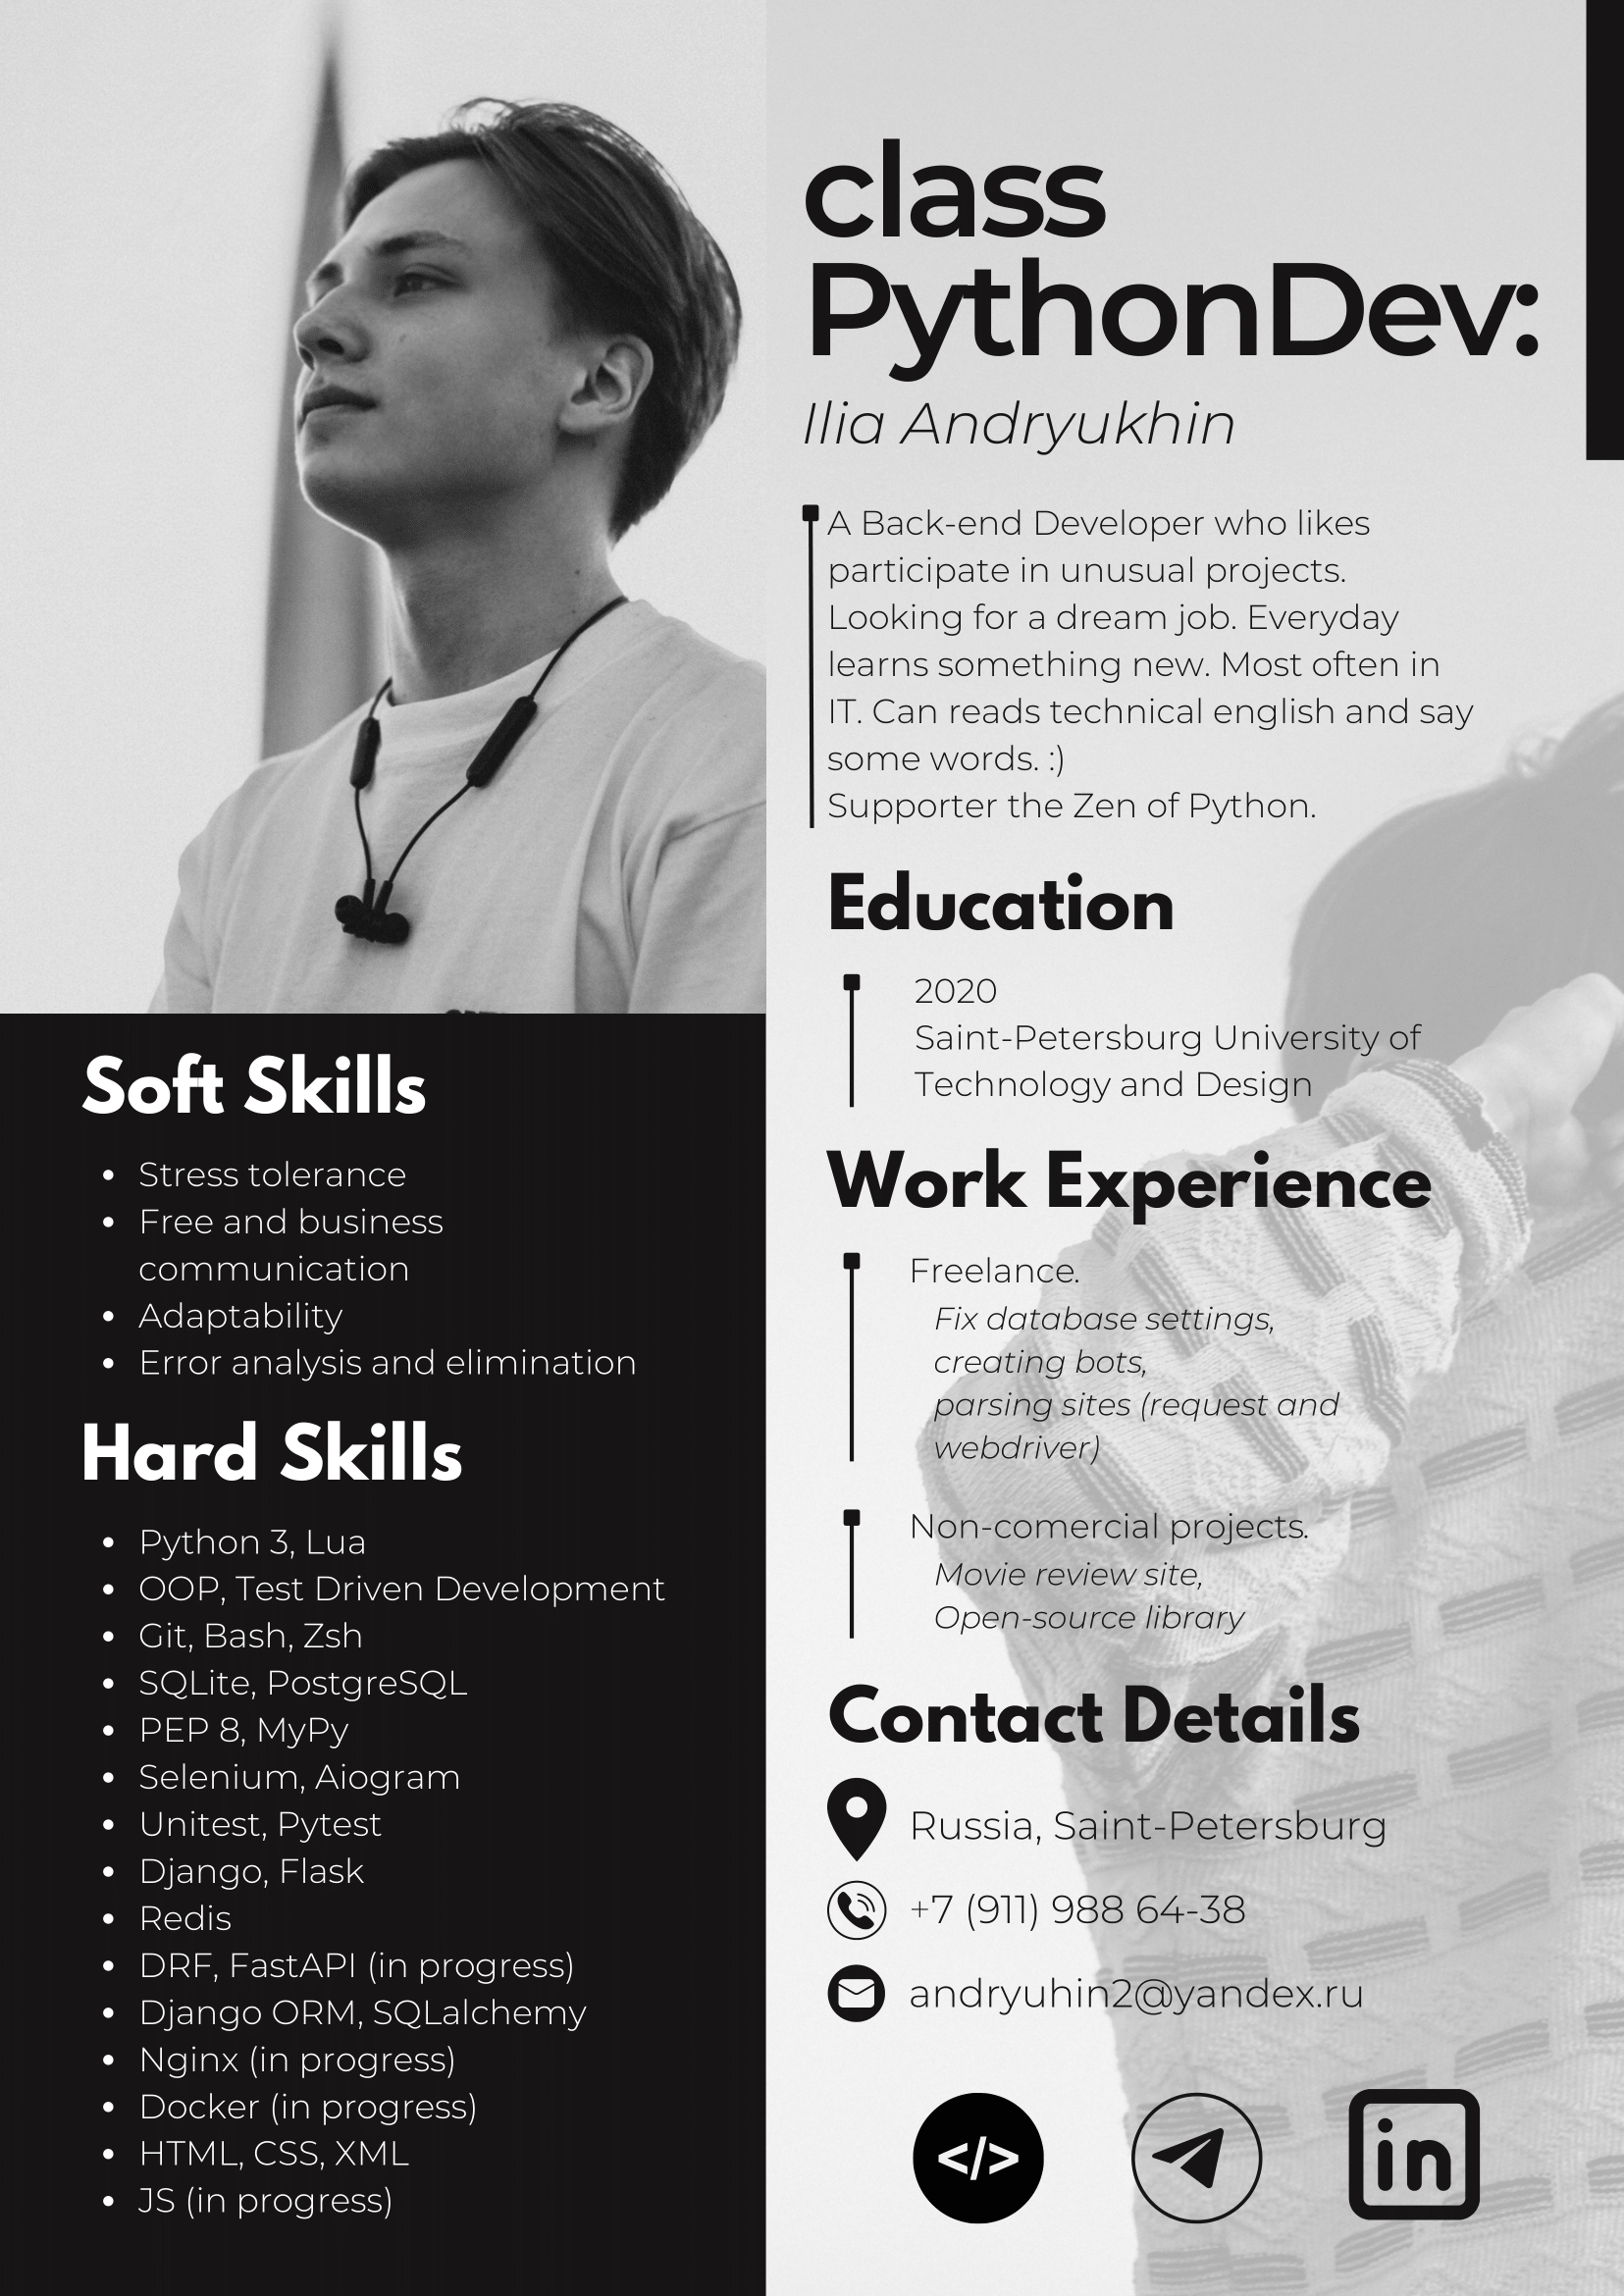 class
PythonDev:
Ilia Andryukhin
A Back-end Developer who likes
participate in unusual projects.
Looking for a dream job. Everyday
learns something new. Most often in
IT. Can reads technical english and say
some words. :)
Supporter the Zen of Python.
Education
2020
Saint-Petersburg University of
Technology and Design
Work Experience
Freelance.
Fix database settings,
creating bots,
parsing sites (request and
webdriver)
Non-comercial projects.
Movie review site,
Open-source library
Contact Details
Russia, Saint-Petersburg
+7 (911) 988 64-38
andryuhin2@yandex.ru
</>
in
Soft Skills
• Stress tolerance
• Free and business
communication
• Adaptability
• Error analysis and elimination
Hard Skills
• Python 3, Lua
• OOP, Test Driven Development
• Git, Bash, Zsh
• SQLite, PostgreSQL
• PEP 8, MyPy
• Selenium, Aiogram
• Unitest, Pytest
• Django, Flask
• Redis
• DRF, FastAPI (in progress)
• Django ORM, SQLalchemy
• Nginx (in progress)
• Docker (in progress)
• HTML, CSS, XML
• JS (in progress)